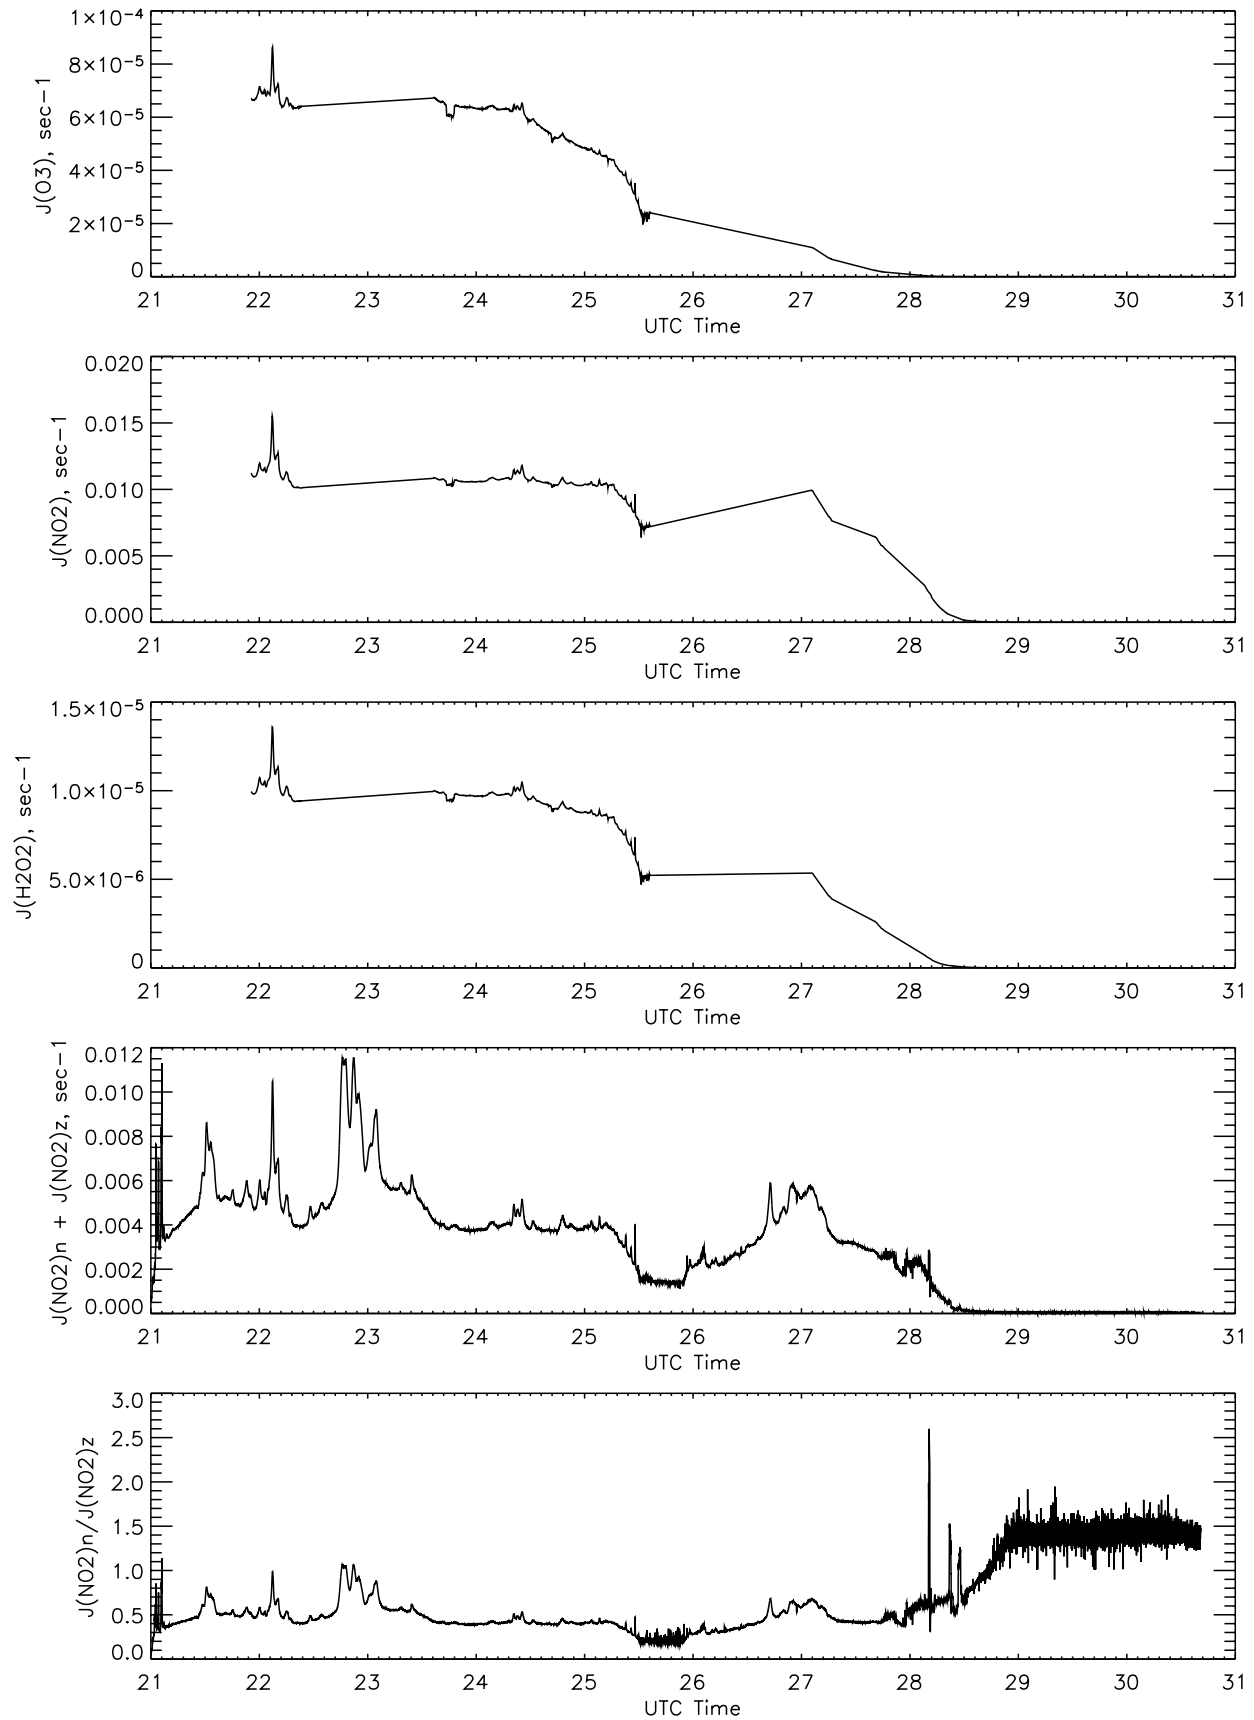 1×10⁻⁴
8×10⁻⁵
6×10⁻⁵
4×10⁻⁵
2×10⁻⁵
0
J(O3), sec-1
21 22 23 24 25 26 27 28 29 30 31
UTC Time
0.020
0.015
0.010
0.005
0.000
J(NO2), sec-1
21 22 23 24 25 26 27 28 29 30 31
UTC Time
1.5×10⁻⁵
1.0×10⁻⁵
5.0×10⁻⁶
0
J(H2O2), sec-1
21 22 23 24 25 26 27 28 29 30 31
UTC Time
0.012
0.010
0.008
0.006
0.004
0.002
0.000
J(NO2)n + J(NO2)z, sec-1
21 22 23 24 25 26 27 28 29 30 31
UTC Time
3.0
2.5
2.0
1.5
1.0
0.5
0.0
J(NO2)n/J(NO2)z
21 22 23 24 25 26 27 28 29 30 31
UTC Time